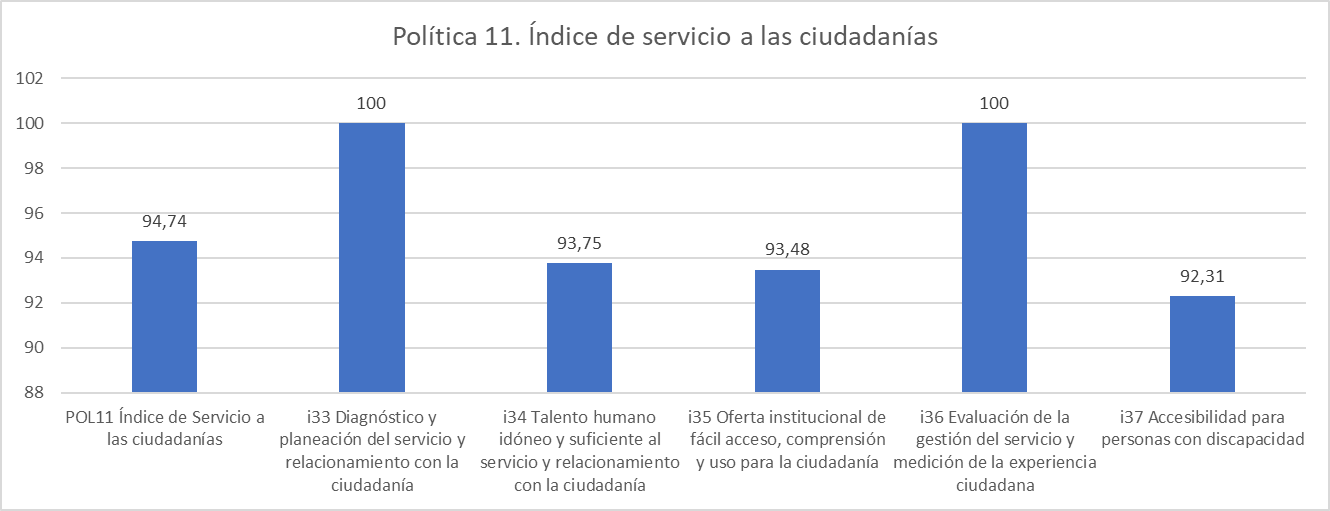 Política 11. Índice de servicio a las ciudadanías
102
100
98
96
94
92
90
88
94,74
100
93,75
93,48
100
92,31
POL11 Índice de Servicio a
las ciudadanías
i33 Diagnóstico y
planeación del servicio y
relacionamiento con la
ciudadanía
i34 Talento humano
idóneo y suficiente al
servicio y relacionamiento
con la ciudadanía
i35 Oferta institucional de
fácil acceso, comprensión
y uso para la ciudadanía
i36 Evaluación de la
gestión del servicio y
medición de la experiencia
ciudadana
i37 Accesibilidad para
personas con discapacidad